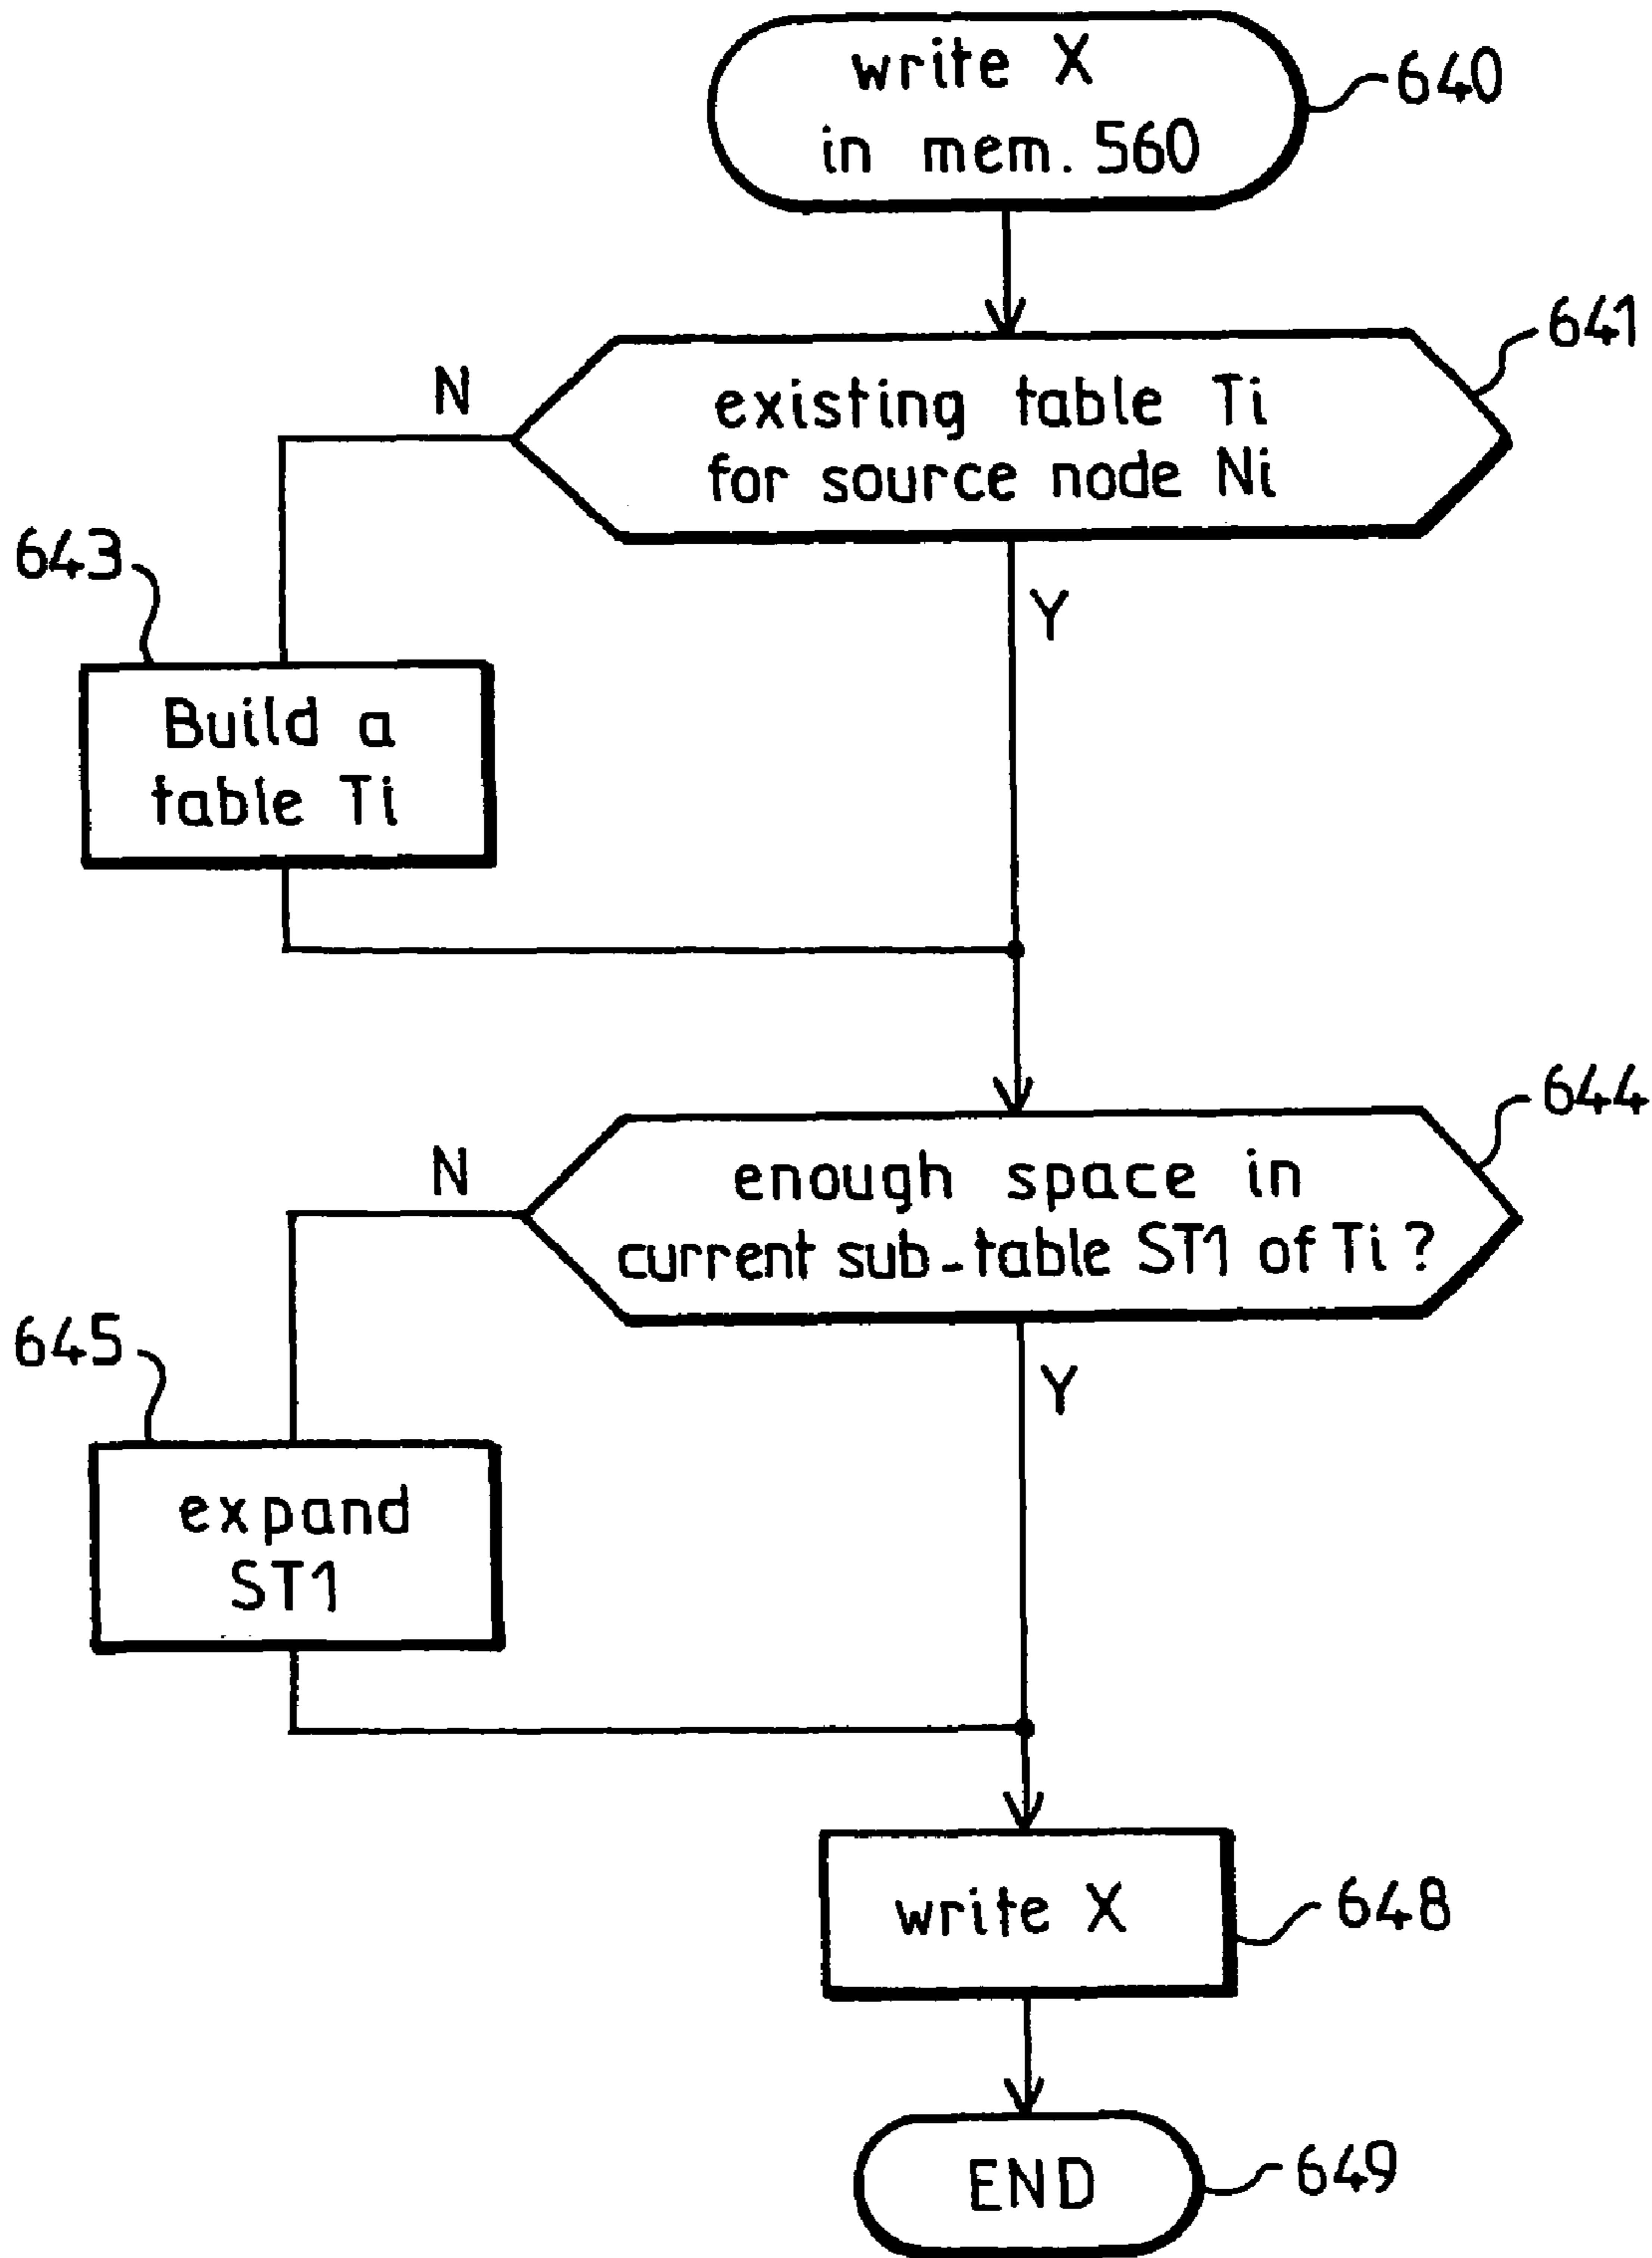 write X
in mem. 560
640
641
N
existing table Ti
for source node Ni
643
Y
Build a
table Ti
644
N
enough space in
current sub-table ST1 of Ti ?
645
Y
expand
ST1
write X
648
END
649